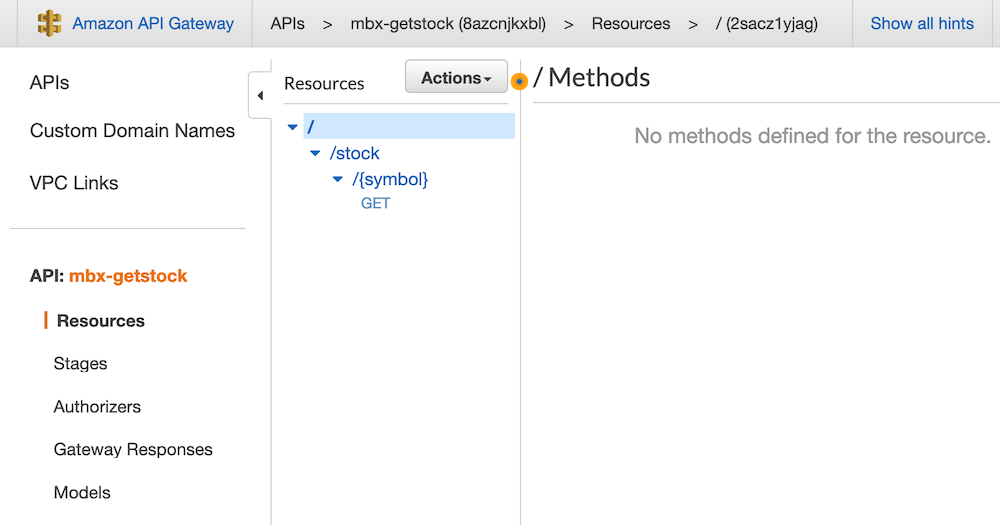 Amazon API Gateway APIs > mbx-getstock (8azcnjkxbl) > Resources > / (2sacz1yjag) Show all hints
APIs
Custom Domain Names
VPC Links
API: mbx-getstock
Resources
Stages
Authorizers
Gateway Responses
Models
Resources Actions
/
/stock
/{symbol}
GET
/ Methods
No methods defined for the resource.